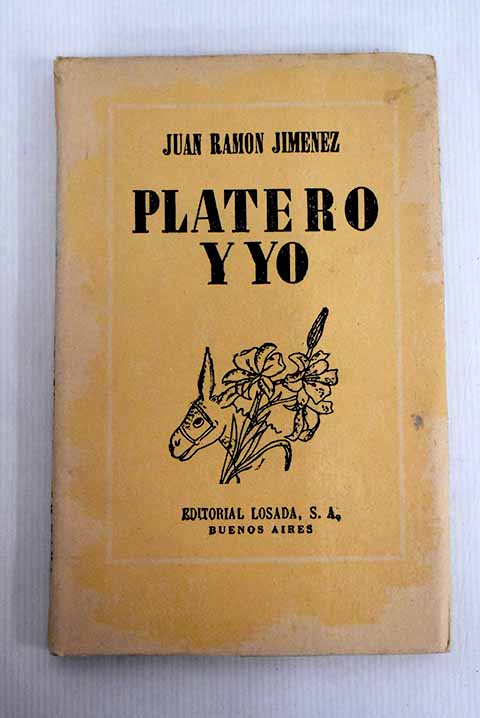 JUAN RAMON JIMENEZ
PLATERO
Y YO
EDITORIAL LOSADA, S. A.
BUENOS AIRES